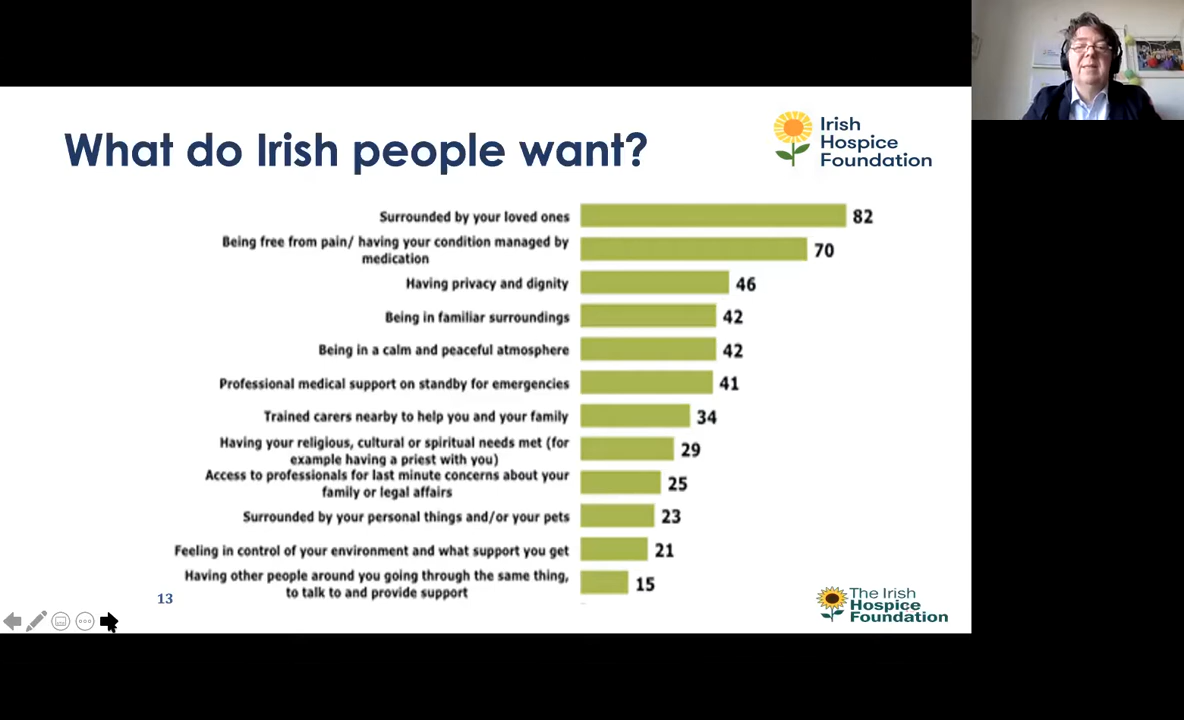 What do Irish people want?
Irish
Hospice
Foundation
Surrounded by your loved ones 82
Being free from pain/ having your condition managed by
medication
70
Having privacy and dignity 46
Being in familiar surroundings 42
Being in a calm and peaceful atmosphere 42
Professional medical support on standby for emergencies 41
Trained carers nearby to help you and your family 34
Having your religious, cultural or spiritual needs met (for
example having a priest with you)
29
Access to professionals for last minute concerns about your
family or legal affairs
25
Surrounded by your personal things and/or your pets 23
Feeling in control of your environment and what support you get 21
Having other people around you going through the same thing,
to talk to and provide support
15
13
The Irish
Hospice
Foundation